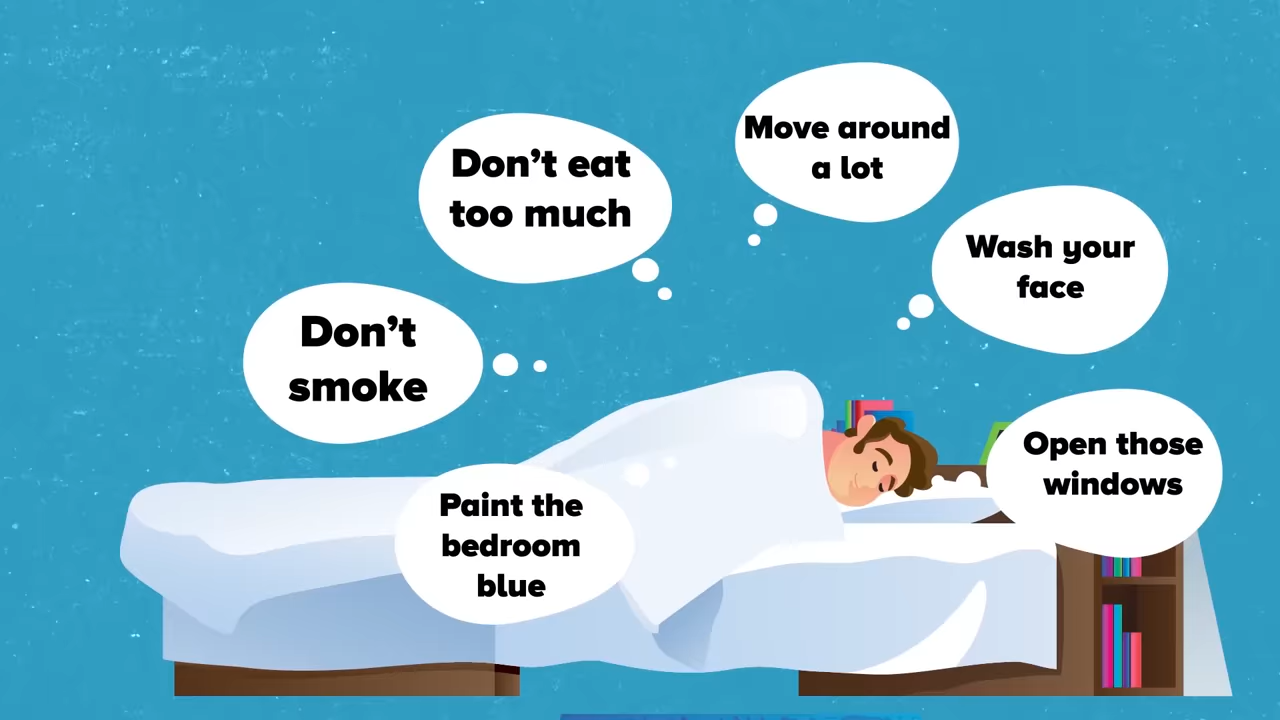 Move around
a lot
Don't eat
too much
Wash your
face
Don't
smoke
Open those
windows
Paint the
bedroom
blue